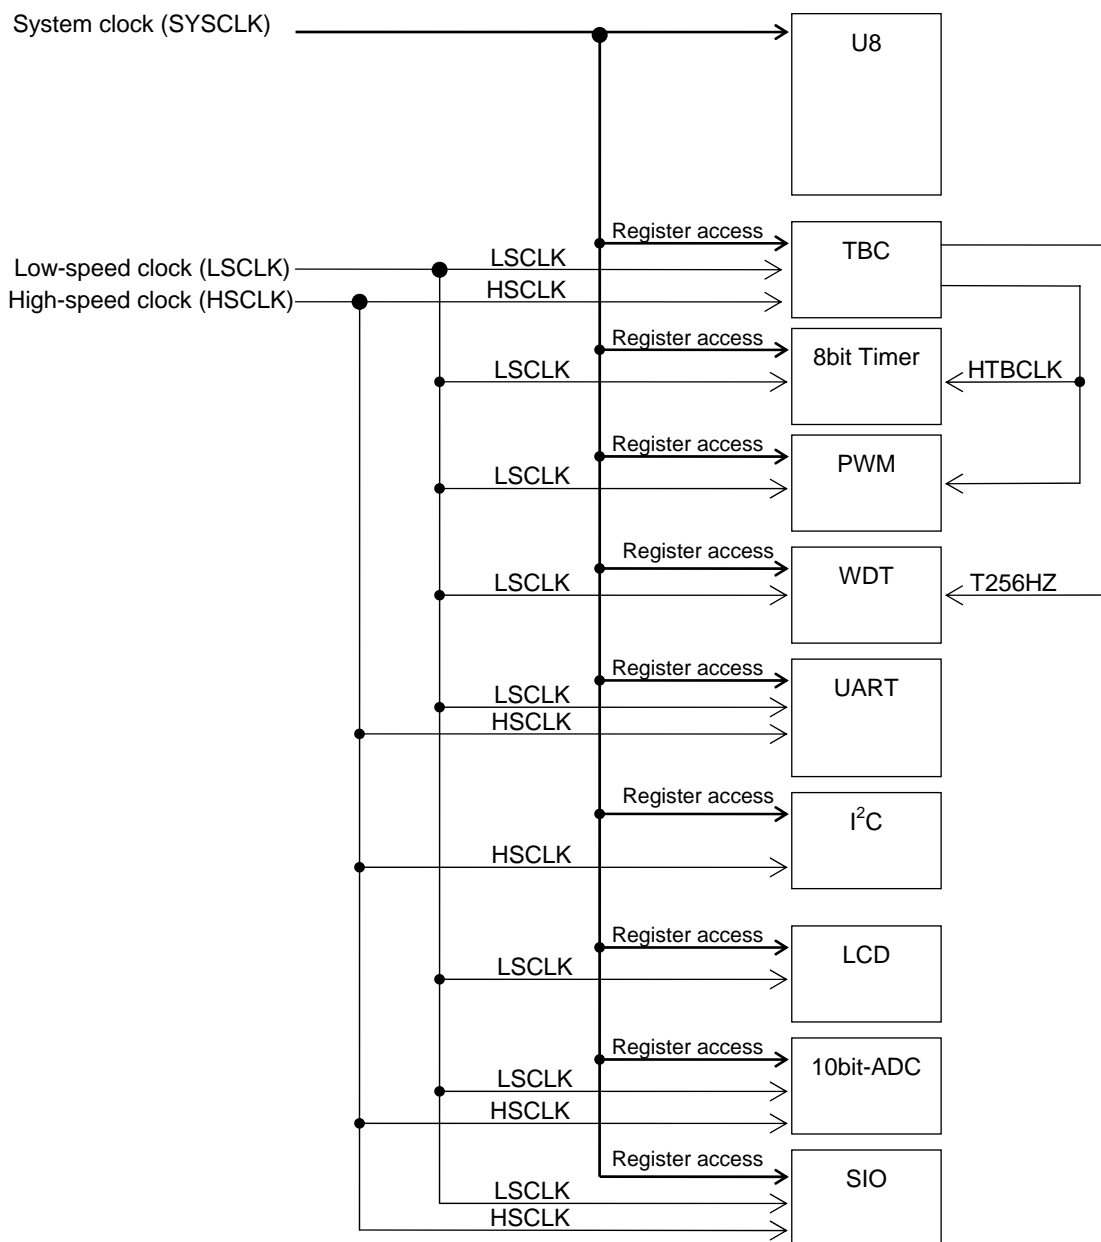 System clock (SYSCLK)
U8
Register access
TBC
Low-speed clock (LSCLK)
LSCLK
High-speed clock (HSCLK)
HSCLK
Register access
8bit Timer
LSCLK
HTBCLK
Register access
PWM
LSCLK
Register access
WDT
LSCLK
T256HZ
Register access
UART
LSCLK
HSCLK
Register access
I²C
HSCLK
Register access
LCD
LSCLK
Register access
10bit-ADC
LSCLK
HSCLK
Register access
SIO
LSCLK
HSCLK